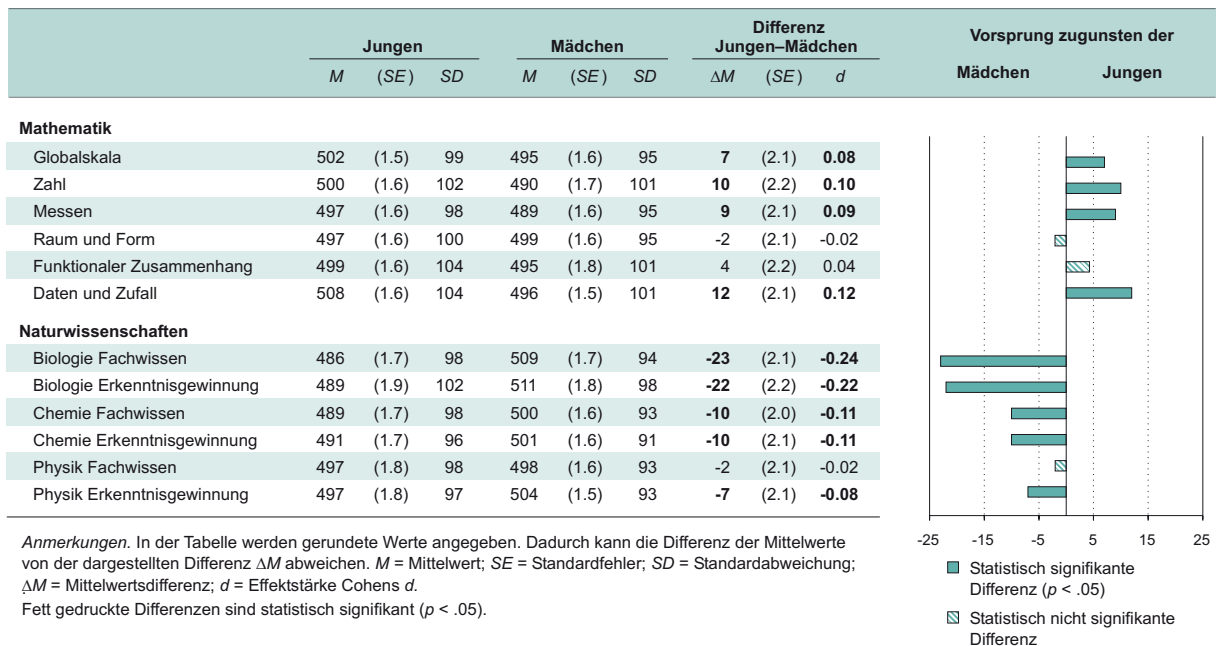 Jungen Mädchen Differenz Jungen–Mädchen Vorsprung zugunsten der
M (SE) SD M (SE) SD ΔM (SE) d Mädchen Jungen
Mathematik
Globalskala 502 (1.5) 99 495 (1.6) 95 7 (2.1) 0.08
Zahl 500 (1.6) 102 490 (1.7) 101 10 (2.2) 0.10
Messen 497 (1.6) 98 489 (1.6) 95 9 (2.1) 0.09
Raum und Form 497 (1.6) 100 499 (1.6) 95 -2 (2.1) -0.02
Funktionaler Zusammenhang 499 (1.6) 104 495 (1.8) 101 4 (2.2) 0.04
Daten und Zufall 508 (1.6) 104 496 (1.5) 101 12 (2.1) 0.12
Naturwissenschaften
Biologie Fachwissen 486 (1.7) 98 509 (1.7) 94 -23 (2.1) -0.24
Biologie Erkenntnisgewinnung 489 (1.9) 102 511 (1.8) 98 -22 (2.2) -0.22
Chemie Fachwissen 489 (1.7) 98 500 (1.6) 93 -10 (2.0) -0.11
Chemie Erkenntnisgewinnung 491 (1.7) 96 501 (1.6) 91 -10 (2.1) -0.11
Physik Fachwissen 497 (1.8) 98 498 (1.6) 93 -2 (2.1) -0.02
Physik Erkenntnisgewinnung 497 (1.8) 97 504 (1.5) 93 -7 (2.1) -0.08
-25 -15 -5 5 15 25
Anmerkungen. In der Tabelle werden gerundete Werte angegeben. Dadurch kann die Differenz der Mittelwerte
von der dargestellten Differenz ΔM abweichen. M = Mittelwert; SE = Standardfehler; SD = Standardabweichung;
ΔM = Mittelwertsdifferenz; d = Effektstärke Cohens d.
Fett gedruckte Differenzen sind statistisch signifikant (p < .05).
Statistisch signifikante
Differenz (p < .05)
Statistisch nicht signifikante
Differenz